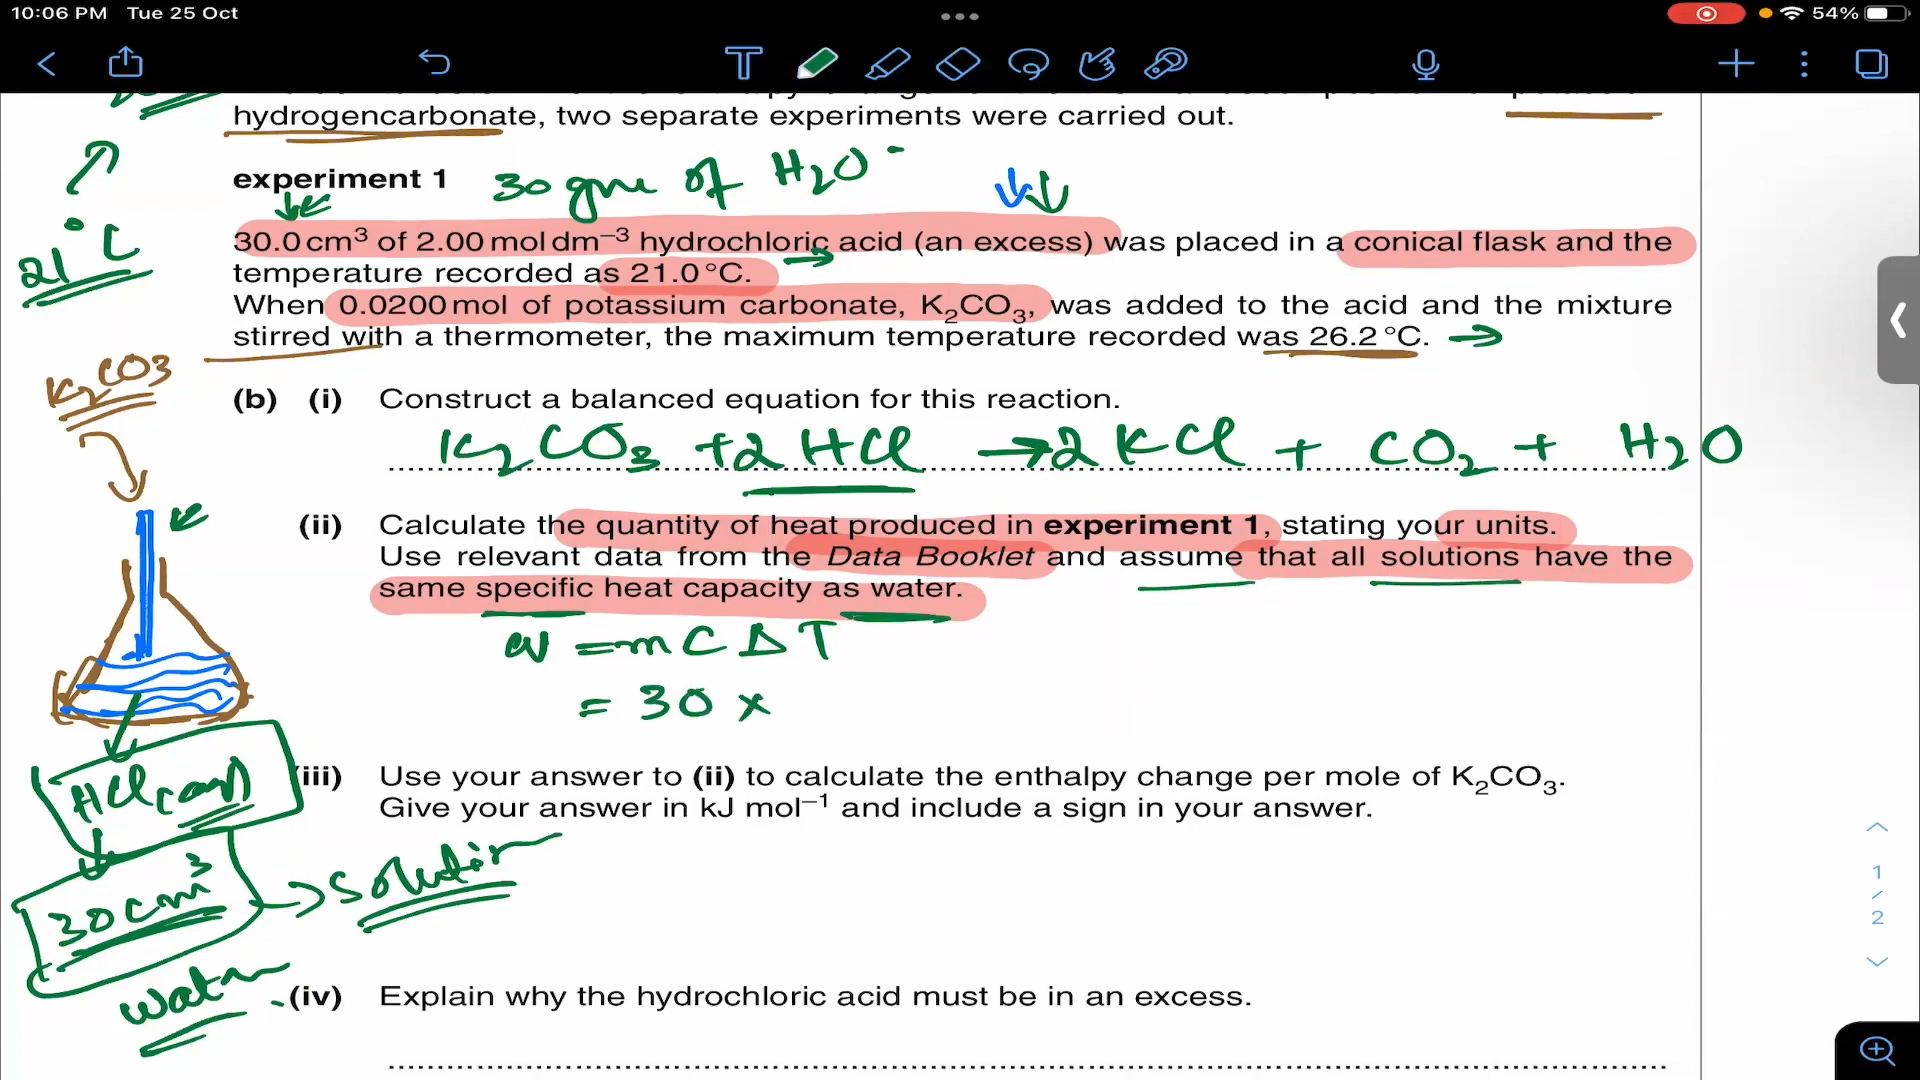 10:06 PM Tue 25 Oct
54%
hydrogencarbonate, two separate experiments were carried out.
experiment 1
30 gm of H₂O
30.0 cm³ of 2.00 mol dm⁻³ hydrochloric acid (an excess) was placed in a conical flask and the
temperature recorded as 21.0 °C.
21°C
When 0.0200 mol of potassium carbonate, K₂CO₃, was added to the acid and the mixture
stirred with a thermometer, the maximum temperature recorded was 26.2 °C.
K₂CO3
(b) (i) Construct a balanced equation for this reaction.
K₂CO₃ + 2 HCl → 2 KCl + CO₂ + H₂O
(ii) Calculate the quantity of heat produced in experiment 1, stating your units.
Use relevant data from the Data Booklet and assume that all solutions have the
same specific heat capacity as water.
q = m C Δ T
= 30 ×
(iii) Use your answer to (ii) to calculate the enthalpy change per mole of K₂CO₃.
Give your answer in kJ mol⁻¹ and include a sign in your answer.
HCl(aq)
30 cm³ → Solution
water
(iv) Explain why the hydrochloric acid must be in an excess.
1
/
2